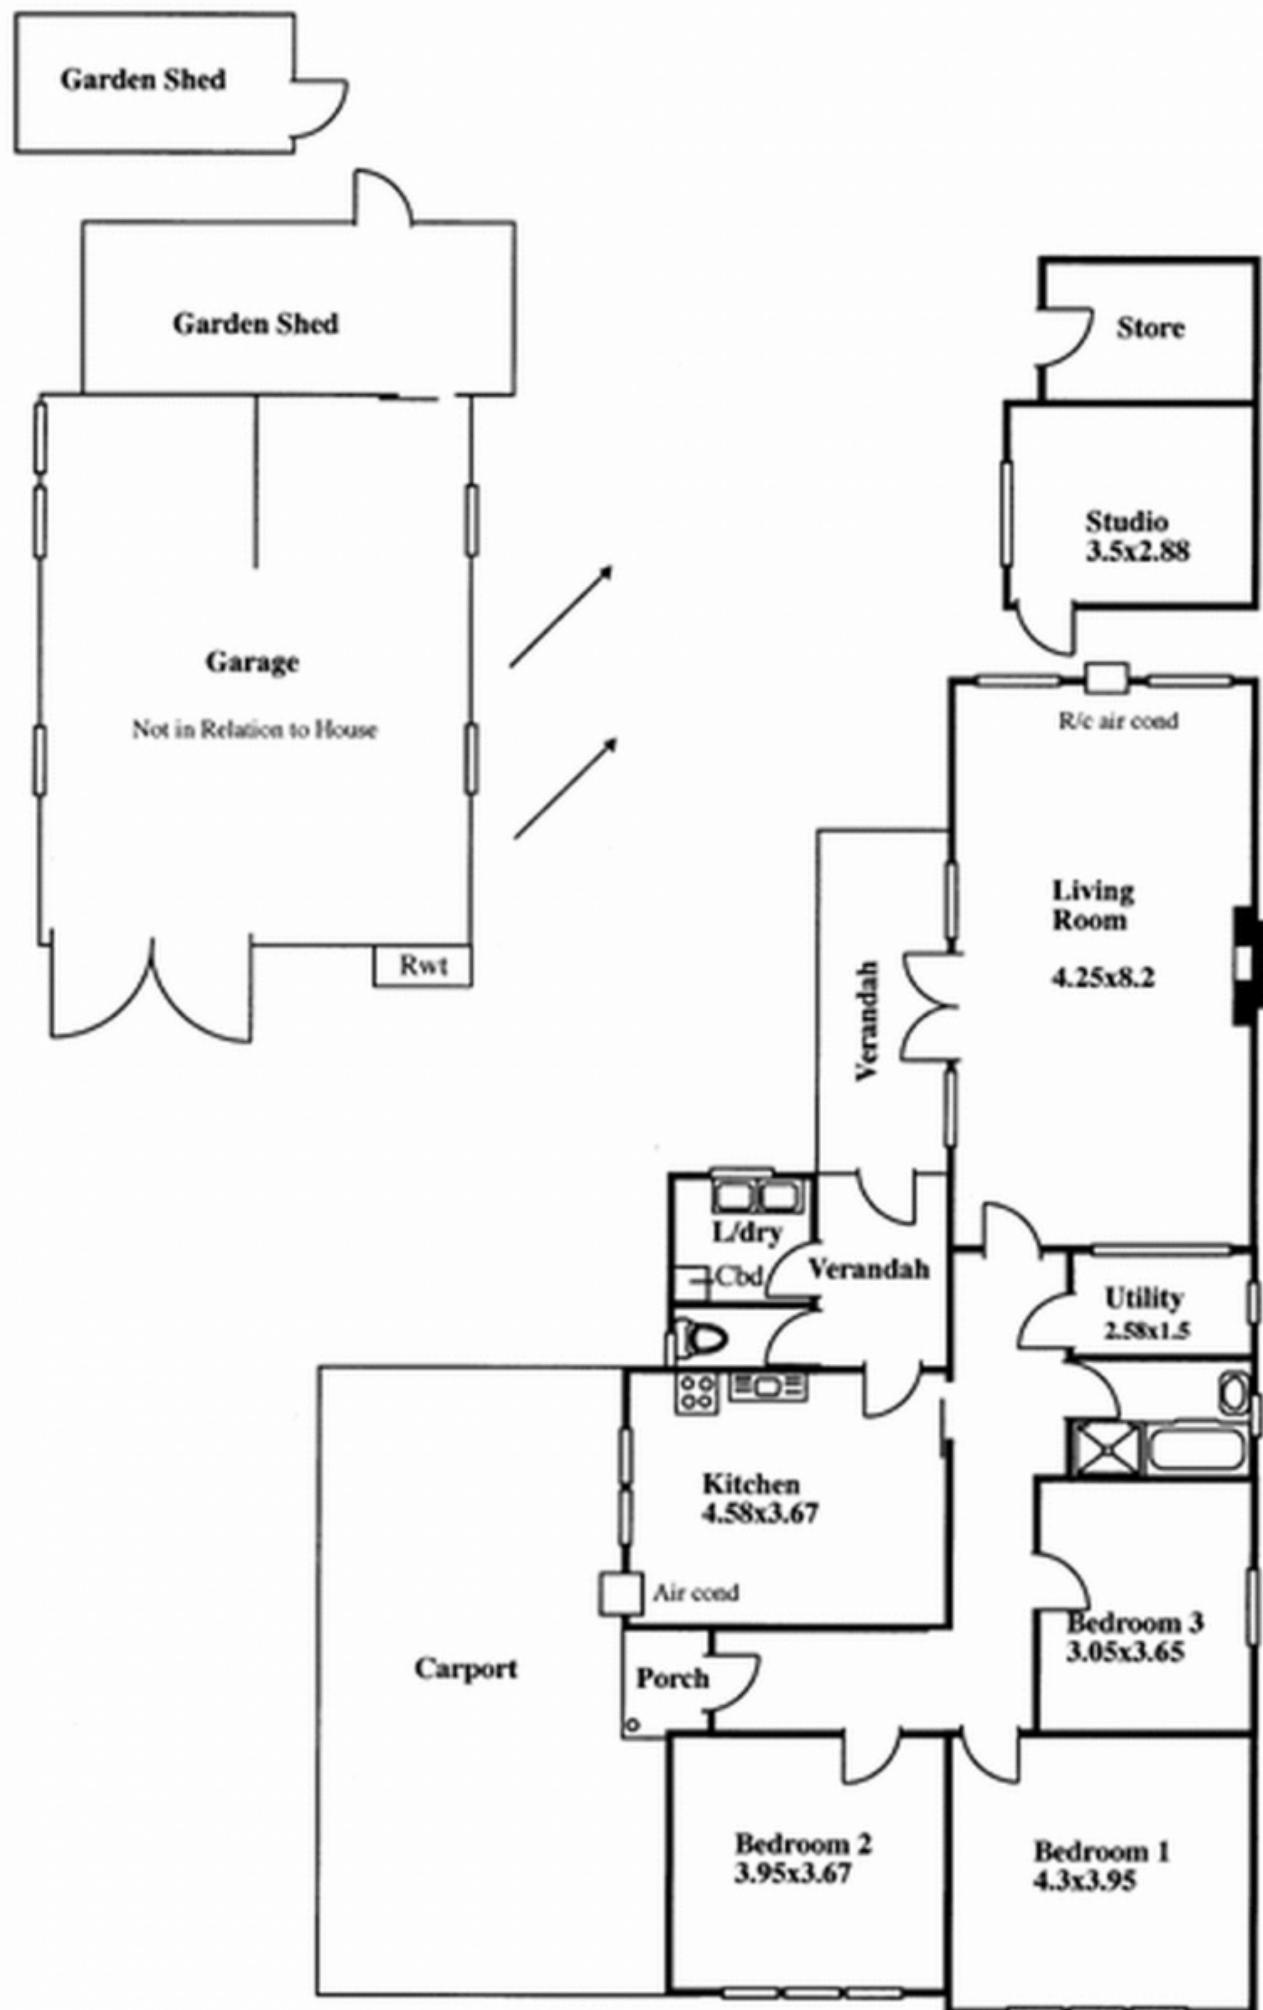 Garden Shed
Garden Shed
Store
Studio
3.5x2.88
Garage
Not in Relation to House
R/c air cond
Living
Room
4.25x8.2
Verandah
Rwt
L/dry
Cbd
Verandah
Utility
2.58x1.5
Kitchen
4.58x3.67
Air cond
Bedroom 3
3.05x3.65
Carport
Porch
Bedroom 2
3.95x3.67
Bedroom 1
4.3x3.95